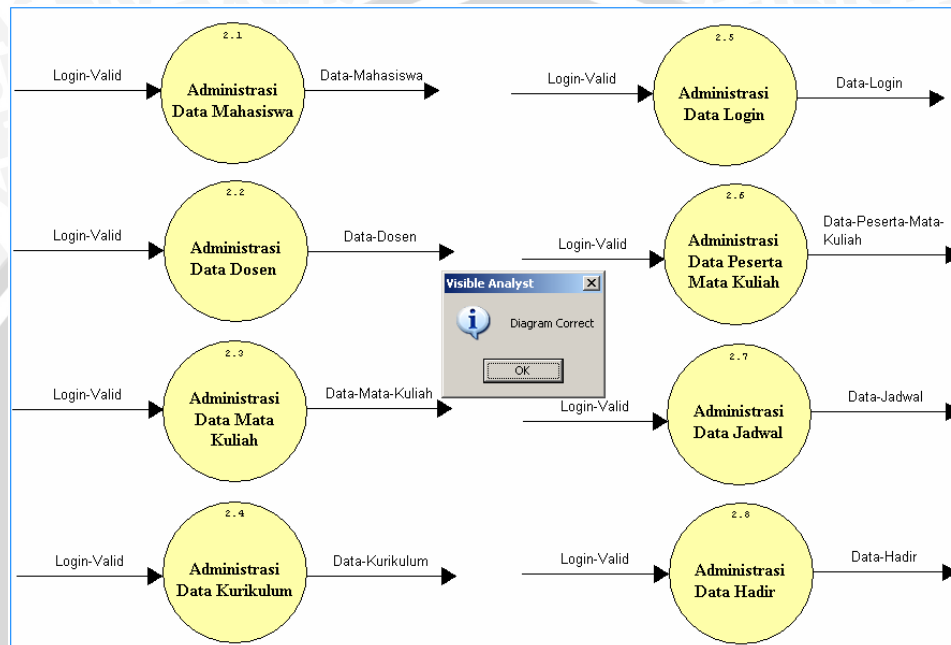 2.1
Login-Valid
Administrasi
Data Mahasiswa
Data-Mahasiswa
2.5
Login-Valid
Administrasi
Data Login
Data-Login
2.2
Login-Valid
Administrasi
Data Dosen
Data-Dosen
2.6
Login-Valid
Administrasi
Data Peserta
Mata Kuliah
Data-Peserta-Mata-
Kuliah
Visible Analyst
Diagram Correct
OK
2.3
Login-Valid
Administrasi
Data Mata
Kuliah
Data-Mata-Kuliah
2.7
Login-Valid
Administrasi
Data Jadwal
Data-Jadwal
2.4
Login-Valid
Administrasi
Data Kurikulum
Data-Kurikulum
2.8
Login-Valid
Administrasi
Data Hadir
Data-Hadir